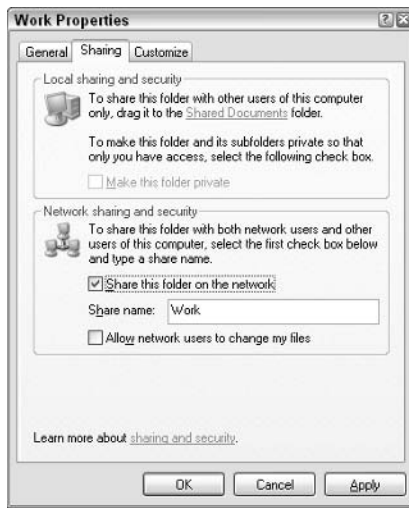 Work Properties
General Sharing Customize
Local sharing and security
To share this folder with other users of this computer
only, drag it to the Shared Documents folder.
To make this folder and its subfolders private so that
only you have access, select the following check box.
Make this folder private
Network sharing and security
To share this folder with both network users and other
users of this computer, select the first check box below
and type a share name.
Share this folder on the network
Share name: Work
Allow network users to change my files
Learn more about sharing and security.
OK Cancel Apply